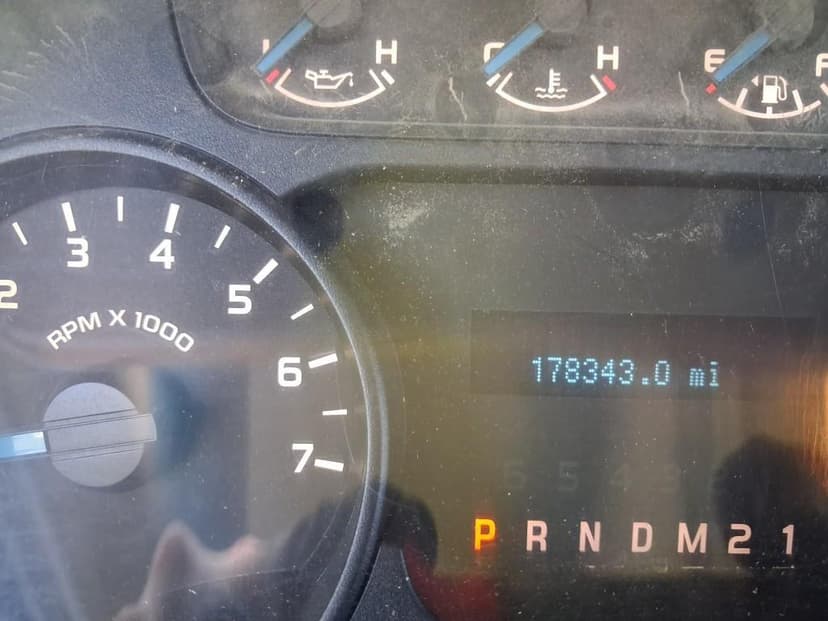 L H
C H
E F
2 3 4 5 6 7
RPM X 1000
178343.0 mi
P R N D M 2 1